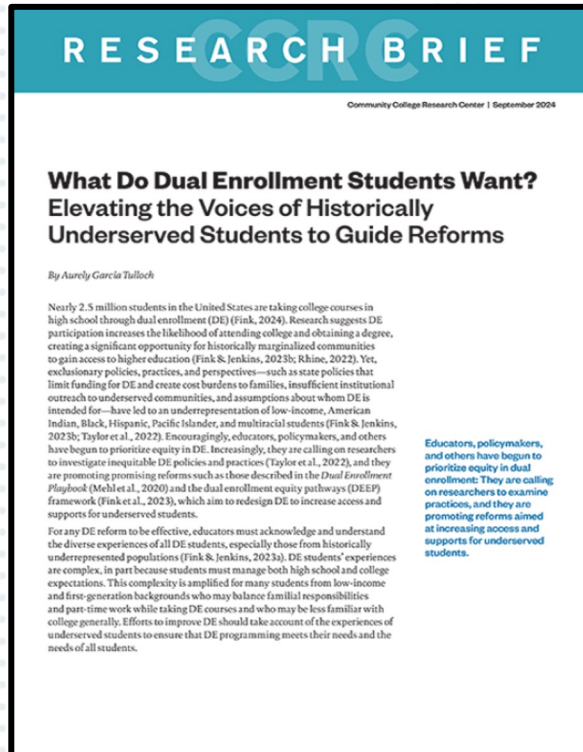 CCRC
RESEARCH BRIEF
Community College Research Center | September 2024
What Do Dual Enrollment Students Want?
Elevating the Voices of Historically
Underserved Students to Guide Reforms
By Aurely Garcia Tulloch
Nearly 2.5 million students in the United States are taking college courses in
high school through dual enrollment (DE) (Fink, 2024). Research suggests DE
participation increases the likelihood of attending college and obtaining a degree,
creating a significant opportunity for historically marginalized communities
to gain access to higher education (Fink & Jenkins, 2023b; Rhine, 2022). Yet,
exclusionary policies, practices, and perspectives—such as state policies that
limit funding for DE and create cost burdens to families, insufficient institutional
outreach to underserved communities, and assumptions about whom DE is
intended for—have led to an underrepresentation of low-income, American
Indian, Black, Hispanic, Pacific Islander, and multiracial students (Fink & Jenkins,
2023b; Taylor et al., 2022). Encouragingly, educators, policymakers, and others
have begun to prioritize equity in DE. Increasingly, they are calling on researchers
to investigate inequitable DE policies and practices (Taylor et al., 2022), and they
are promoting promising reforms such as those described in the Dual Enrollment
Playbook (Mehl et al., 2020) and the dual enrollment equity pathways (DEEP)
framework (Fink et al., 2023), which aim to redesign DE to increase access and
supports for underserved students.
For any DE reform to be effective, educators must acknowledge and understand
the diverse experiences of all DE students, especially those from historically
underrepresented populations (Fink & Jenkins, 2023a). DE students' experiences
are complex, in part because students must manage both high school and college
expectations. This complexity is amplified for many students from low-income
and first-generation backgrounds who may balance familial responsibilities
and part-time work while taking DE courses and who may be less familiar with
college generally. Efforts to improve DE should take account of the experiences of
underserved students to ensure that DE programming meets their needs and the
needs of all students.
Educators, policymakers,
and others have begun to
prioritize equity in dual
enrollment: They are calling
on researchers to examine
practices, and they are
promoting reforms aimed
at increasing access and
supports for underserved
students.